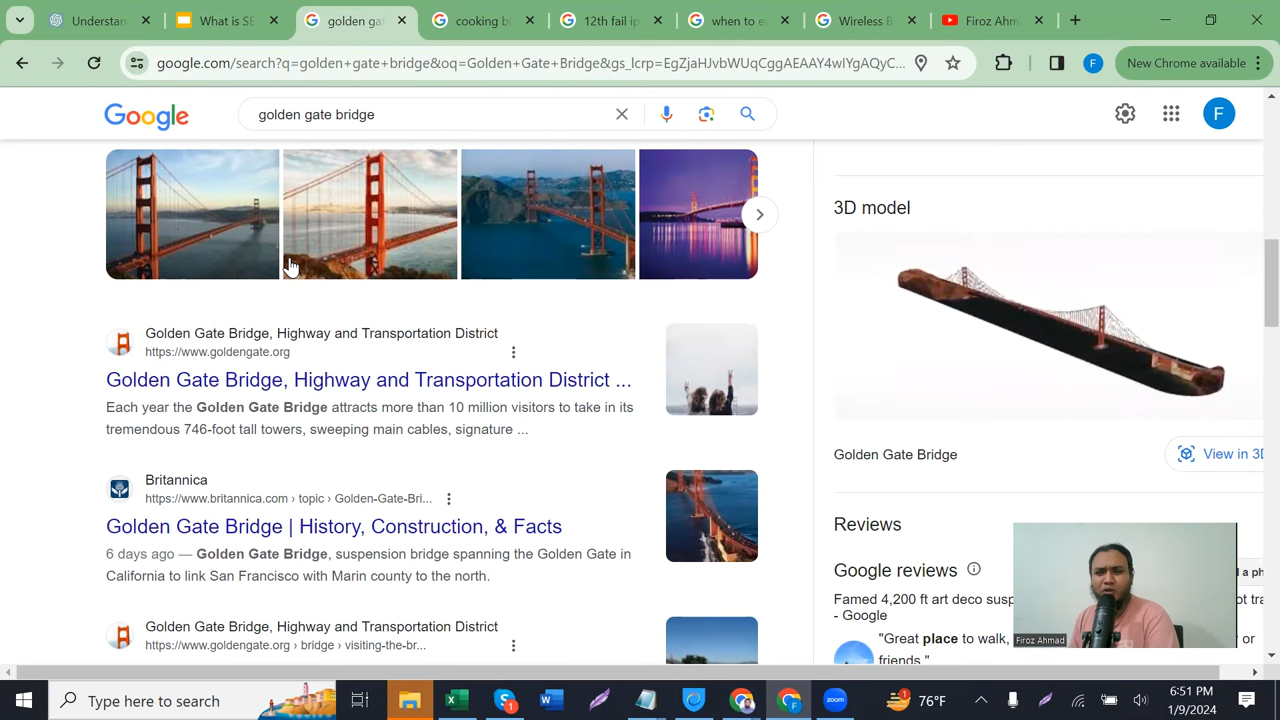 Understan
What is SE
golden ga
cooking bi
12th fail ip
when to e
Wireless B
Firoz Ahm
google.com/search?q=golden+gate+bridge&oq=Golden+Gate+Bridge&gs_lcrp=EgZjaHJvbWUqCggAEAAY4wIYgAQyC...
F
New Chrome available
Google
golden gate bridge
F
3D model
Golden Gate Bridge, Highway and Transportation District
https://www.goldengate.org
Golden Gate Bridge, Highway and Transportation District ...
Each year the Golden Gate Bridge attracts more than 10 million visitors to take in its
tremendous 746-foot tall towers, sweeping main cables, signature ...
Golden Gate Bridge
View in 3D
Britannica
https://www.britannica.com › topic › Golden-Gate-Bri...
Golden Gate Bridge | History, Construction, & Facts
6 days ago — Golden Gate Bridge, suspension bridge spanning the Golden Gate in
California to link San Francisco with Marin county to the north.
Reviews
Google reviews
d a ph
Famed 4,200 ft art deco susp
ot tra
- Google
"Great place to walk,
or
friends."
Firoz Ahmad
Golden Gate Bridge, Highway and Transportation District
https://www.goldengate.org › bridge › visiting-the-br...
Type here to search
1
1
76°F
6:51 PM
1/9/2024